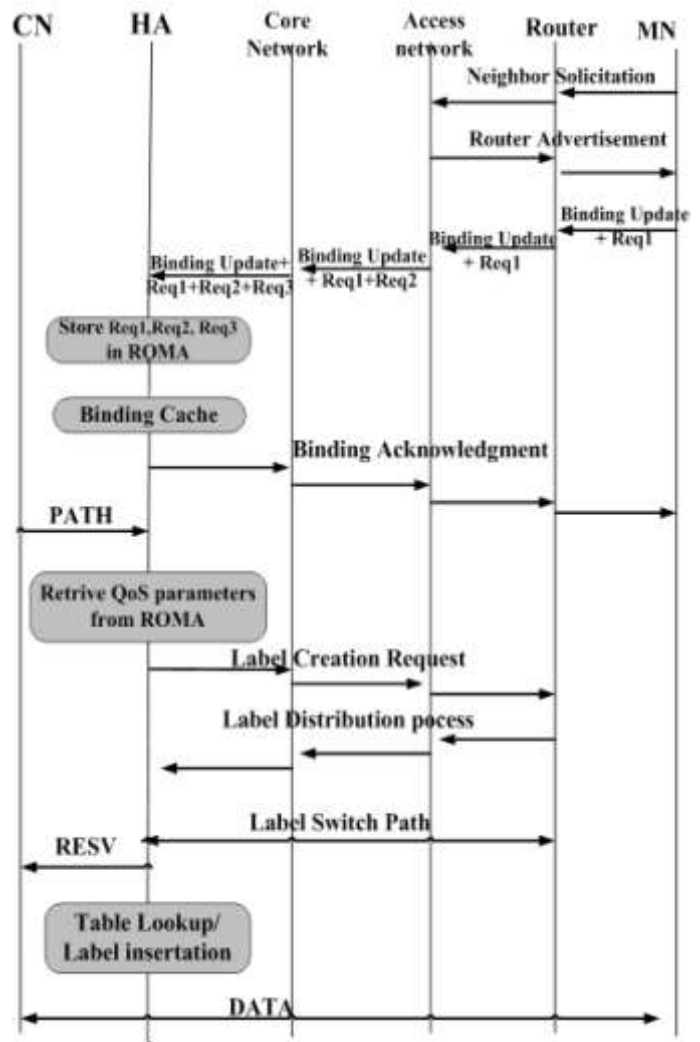 CN
HA
Core
Network
Access
network
Router
MN
Neighbor Solicitation
Router Advertisement
Binding Update
+ Req1
Binding Update
+ Req1
Binding Update
+ Req1+Req2
Binding Update+
Req1+Req2+Req3
Store Req1,Req2, Req3
in ROMA
Binding Cache
Binding Acknowledgment
PATH
Retrive QoS parameters
from ROMA
Label Creation Request
Label Distribution pocess
Label Switch Path
RESV
Table Lookup/
Label insertation
DATA